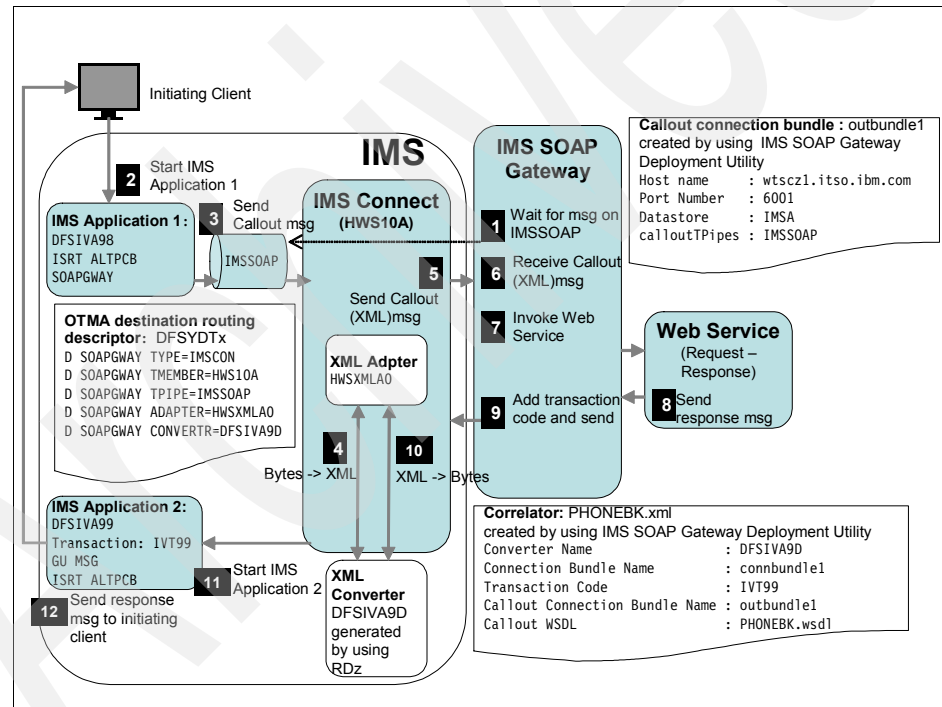 Initiating Client
IMS
2 Start IMS
Application 1
IMS Application 1:
DFSIVA98
ISRT ALTPCB
SOAPGWAY
3 Send
Callout msg
IMSSOAP
IMS Connect
(HWS10A)
5
Send Callout
(XML)msg
IMS SOAP
Gateway
1 Wait for msg on
IMSSOAP
6 Receive Callout
(XML)msg
7 Invoke Web
Service
9 Add transaction
code and send
Callout connection bundle : outbundle1
created by using IMS SOAP Gateway
Deployment Utility
Host name : wtscz1.itso.ibm.com
Port Number : 6001
Datastore : IMSA
calloutTPipes : IMSSOAP
Web Service
(Request –
Response)
8 Send
response msg
OTMA destination routing
descriptor: DFSYDTx
D SOAPGWAY TYPE=IMSCON
D SOAPGWAY TMEMBER=HWS10A
D SOAPGWAY TPIPE=IMSSOAP
D SOAPGWAY ADAPTER=HWSXMLA0
D SOAPGWAY CONVERTR=DFSIVA9D
XML Adpter
HWSXMLA0
4
Bytes -> XML
10
XML -> Bytes
IMS Application 2:
DFSIVA99
Transaction: IVT99
GU MSG
ISRT ALTPCB
11 Start IMS
Application 2
12 Send response
msg to initiating
client
XML
Converter
DFSIVA9D
generated
by using
RDz
Correlator: PHONEBK.xml
created by using IMS SOAP Gateway Deployment Utility
Converter Name : DFSIVA9D
Connection Bundle Name : connbundle1
Transaction Code : IVT99
Callout Connection Bundle Name : outbundle1
Callout WSDL : PHONEBK.wsdl